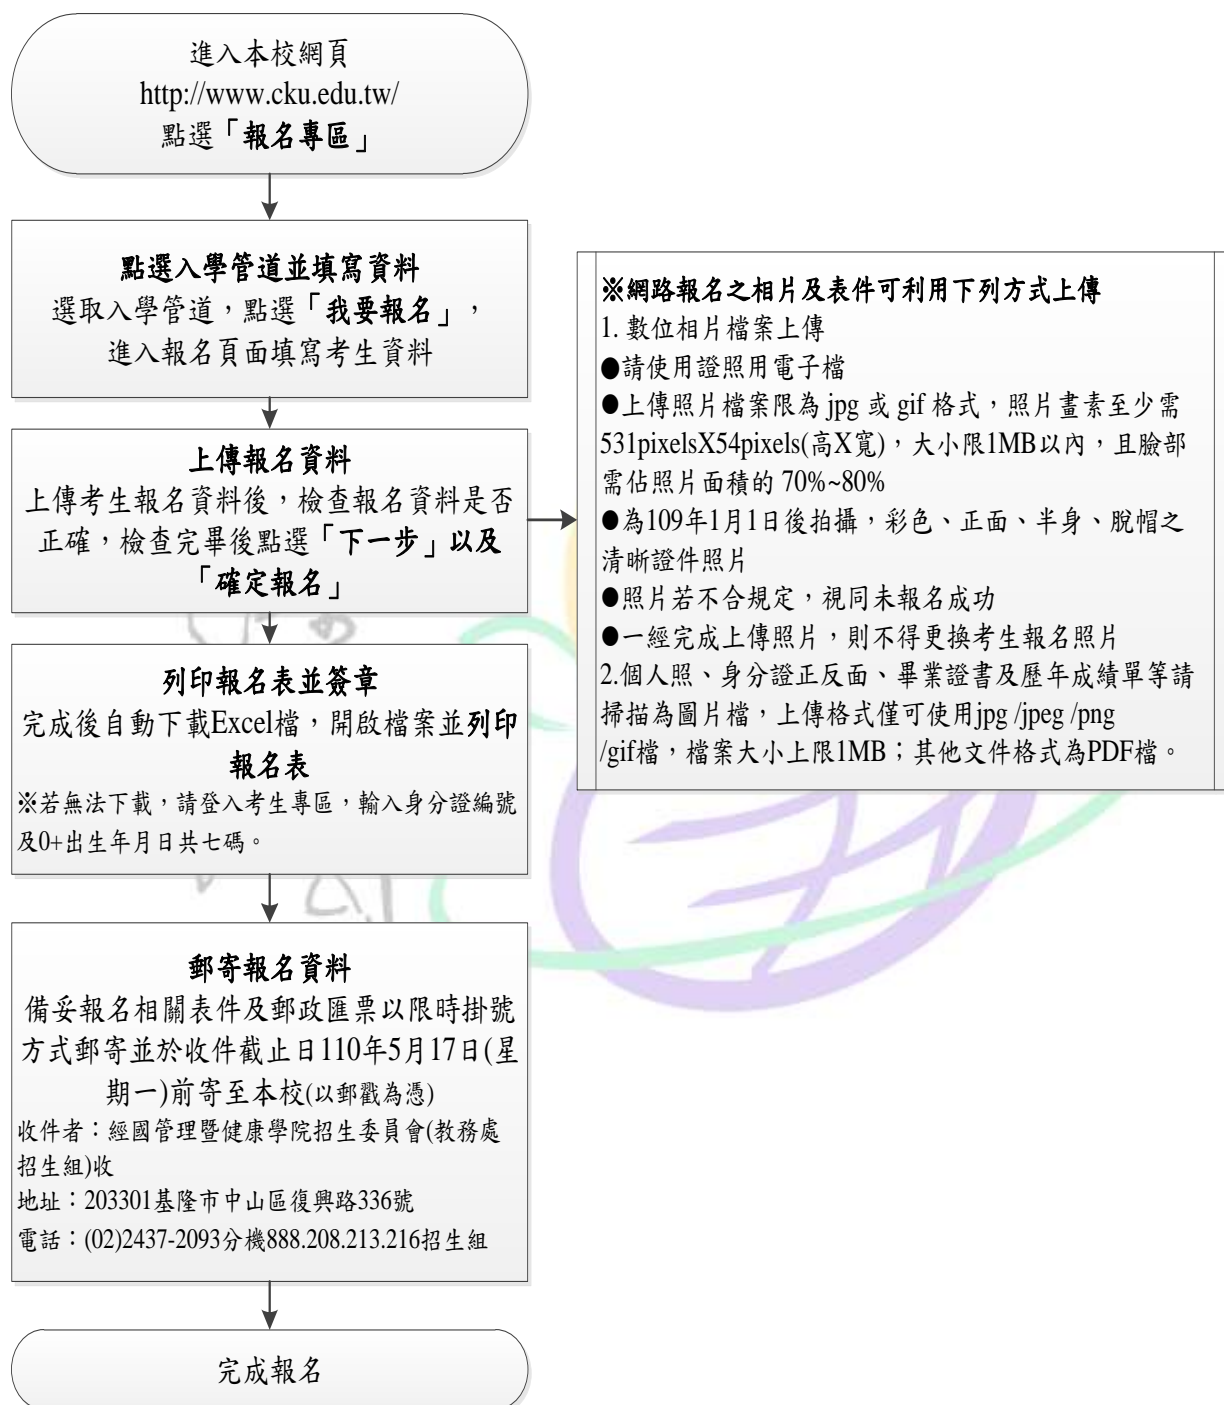 進入本校網頁
http://www.cku.edu.tw/
點選「報名專區」
點選入學管道並填寫資料
選取入學管道，點選「我要報名」，
進入報名頁面填寫考生資料
上傳報名資料
上傳考生報名資料後，檢查報名資料是否
正確，檢查完畢後點選「下一步」以及
「確定報名」
※網路報名之相片及表件可利用下列方式上傳
1. 數位相片檔案上傳
●請使用證照用電子檔
●上傳照片檔案限為 jpg 或 gif 格式，照片畫素至少需
531pixelsX54pixels(高X寬)，大小限1MB以內，且臉部
需佔照片面積的 70%~80%
●為109年1月1日後拍攝，彩色、正面、半身、脫帽之
清晰證件照片
●照片若不合規定，視同未報名成功
●一經完成上傳照片，則不得更換考生報名照片
2.個人照、身分證正反面、畢業證書及歷年成績單等請
掃描為圖片檔，上傳格式僅可使用jpg /jpeg /png
/gif檔，檔案大小上限1MB；其他文件格式為PDF檔。
列印報名表並簽章
完成後自動下載Excel檔，開啟檔案並列印
報名表
※若無法下載，請登入考生專區，輸入身分證編號
及0+出生年月日共七碼。
郵寄報名資料
備妥報名相關表件及郵政匯票以限時掛號
方式郵寄並於收件截止日110年5月17日(星
期一)前寄至本校(以郵戳為憑)
收件者：經國管理暨健康學院招生委員會(教務處
招生組)收
地址：203301基隆市中山區復興路336號
電話：(02)2437-2093分機888.208.213.216招生組
完成報名